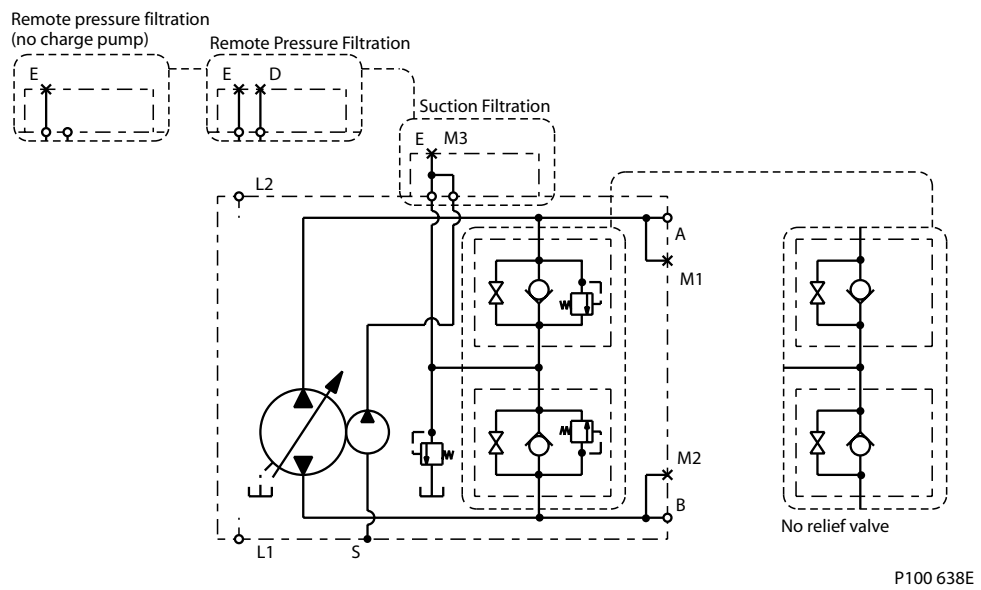 Remote pressure filtration
(no charge pump)
Remote Pressure Filtration
E
E D
Suction Filtration
E M3
L2
A
M1
M2
B
L1
S
No relief valve
P100 638E